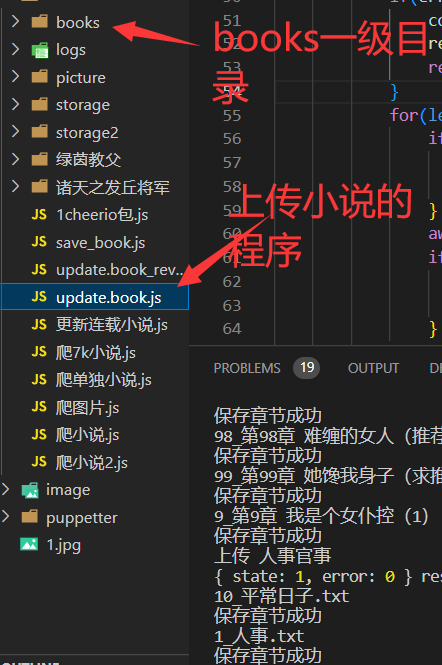 books
logs
picture
storage
storage2
绿茵教父
诸天之发丘将军
JS 1cheerio包.js
JS save_book.js
JS update.book_rev...
JS update.book.js
JS 更新连载小说.js
JS 爬7k小说.js
JS 爬单独小说.js
JS 爬图片.js
JS 爬小说.js
JS 爬小说2.js
image
puppetter
1.jpg
books一级目
录
上传小说的
程序
51 co
52 re
53 re
54 }
55 for(le
56 if
57
58
59 }
60 aw
61 if
62
63
64 }
PROBLEMS 19 OUTPUT DE
保存章节成功
98_第98章 难缠的女人 (推荐
保存章节成功
99_第99章 她馋我身子 (求推
保存章节成功
9_第9章 我是个女仆控 (1)
保存章节成功
上传 人事官事
{ state: 1, error: 0 } res
10_平常日子.txt
保存章节成功
1_人事.txt
保存章节成功